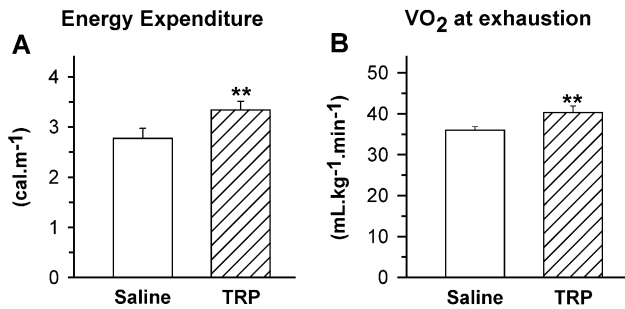 Energy Expenditure
A
4
3
2
1
0
(cal.m⁻¹)
**
Saline
TRP
VO₂ at exhaustion
B
50
40
30
20
10
0
(mL.kg⁻¹.min⁻¹)
**
Saline
TRP